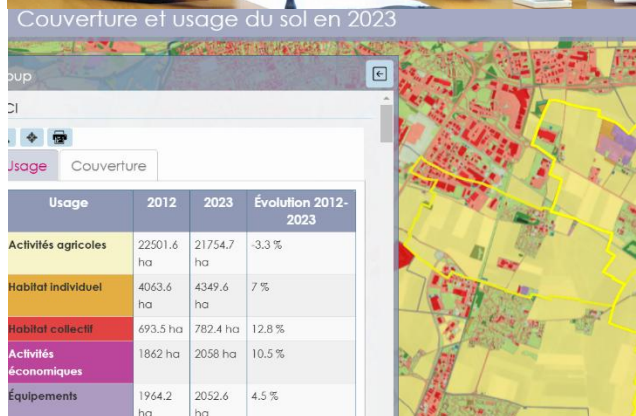 Couverture et usage du sol en 2023
oup
CI
Usage Couverture
Usage 2012 2023 Évolution 2012-
2023
Activités agricoles 22501.6 21754.7 -3.3 %
ha ha
Habitat individuel 4063.6 4349.6 7 %
ha ha
Habitat collectif 693.5 ha 782.4 ha 12.8 %
Activités 1862 ha 2058 ha 10.5 %
économiques
Équipements 1964.2 2052.6 4.5 %
ha ha